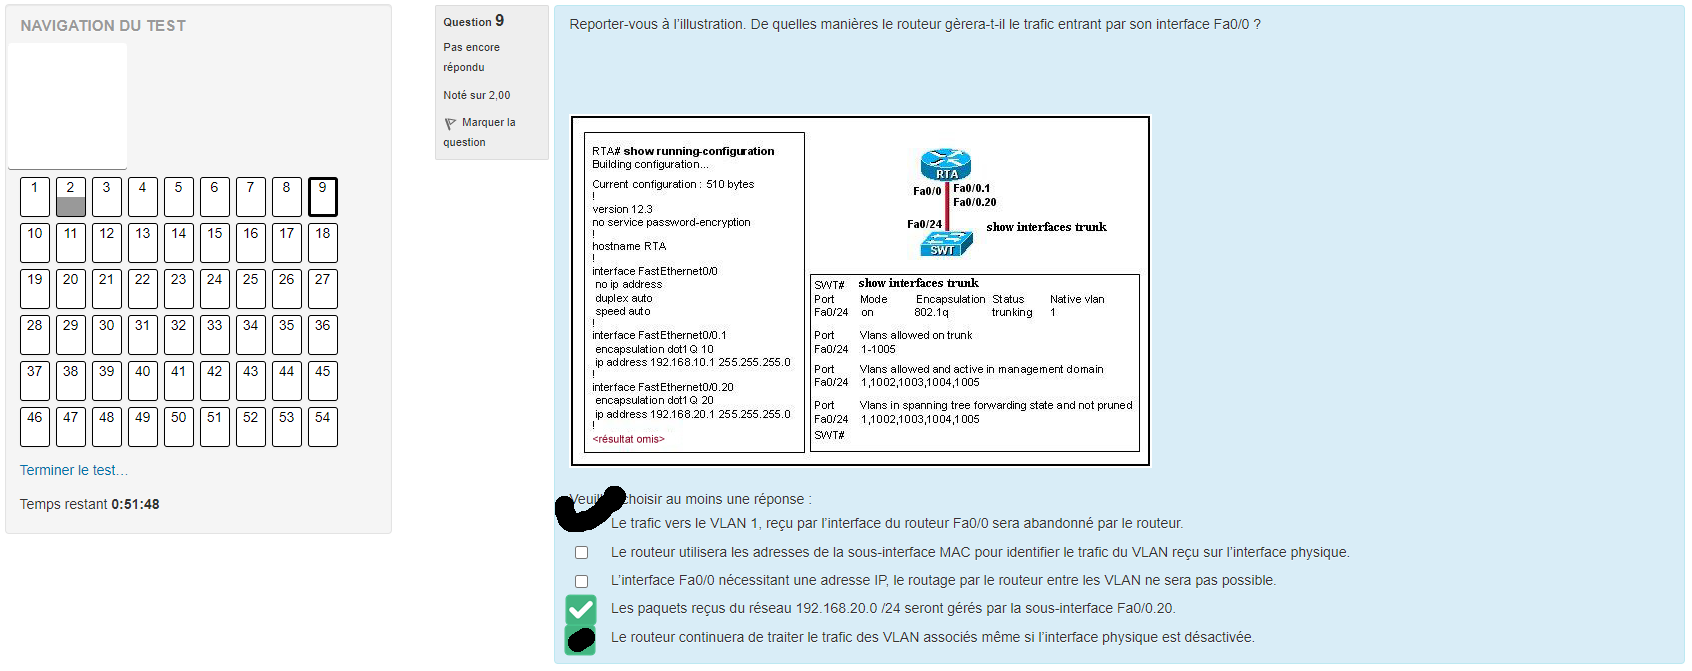 NAVIGATION DU TEST
1 2 3 4 5 6 7 8 9
10 11 12 13 14 15 16 17 18
19 20 21 22 23 24 25 26 27
28 29 30 31 32 33 34 35 36
37 38 39 40 41 42 43 44 45
46 47 48 49 50 51 52 53 54
Terminer le test…
Temps restant 0:51:48
Question 9
Pas encore
répondu
Noté sur 2,00
Marquer la
question
Reporter-vous à l'illustration. De quelles manières le routeur gèrera-t-il le trafic entrant par son interface Fa0/0 ?
RTA# show running-configuration
Building configuration...
Current configuration : 510 bytes
!
version 12.3
no service password-encryption
!
hostname RTA
!
interface FastEthernet0/0
no ip address
duplex auto
speed auto
!
interface FastEthernet0/0.1
encapsulation dot1Q 10
ip address 192.168.10.1 255.255.255.0
!
interface FastEthernet0/0.20
encapsulation dot1Q 20
ip address 192.168.20.1 255.255.255.0
!
<résultat omis>
RTA
Fa0/0 Fa0/0.1
Fa0/0.20
Fa0/24
show interfaces trunk
SWT
SWT# show interfaces trunk
Port Mode Encapsulation Status Native vlan
Fa0/24 on 802.1q trunking 1
Port Vlans allowed on trunk
Fa0/24 1-1005
Port Vlans allowed and active in management domain
Fa0/24 1,1002,1003,1004,1005
Port Vlans in spanning tree forwarding state and not pruned
Fa0/24 1,1002,1003,1004,1005
SWT#
choisir au moins une réponse :
Le trafic vers le VLAN 1, reçu par l'interface du routeur Fa0/0 sera abandonné par le routeur.
Le routeur utilisera les adresses de la sous-interface MAC pour identifier le trafic du VLAN reçu sur l'interface physique.
L'interface Fa0/0 nécessitant une adresse IP, le routage par le routeur entre les VLAN ne sera pas possible.
Les paquets reçus du réseau 192.168.20.0 /24 seront gérés par la sous-interface Fa0/0.20.
Le routeur continuera de traiter le trafic des VLAN associés même si l'interface physique est désactivée.